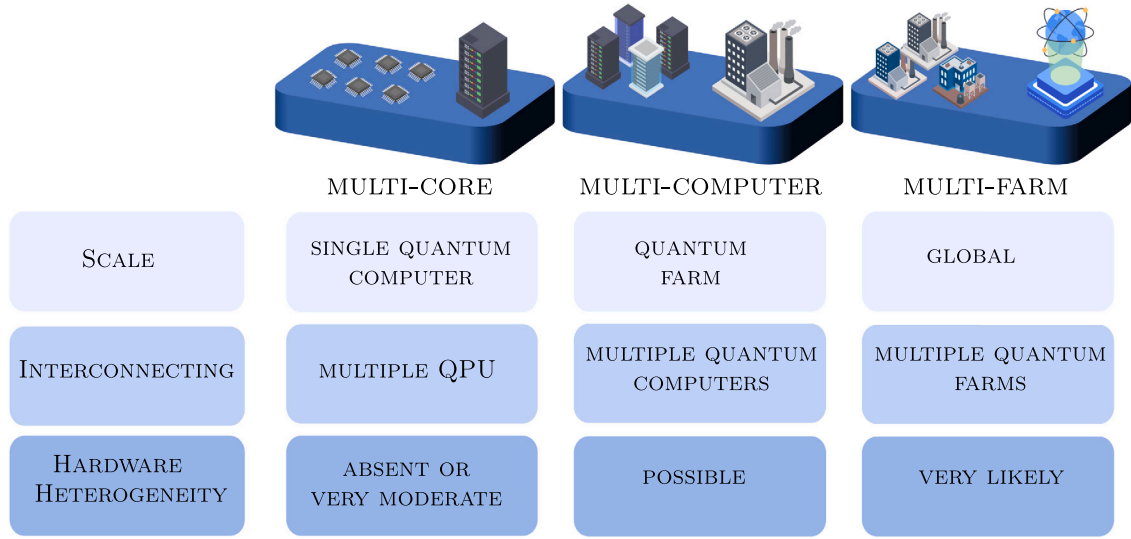 MULTI-CORE
MULTI-COMPUTER
MULTI-FARM
SCALE
SINGLE QUANTUM
COMPUTER
QUANTUM
FARM
GLOBAL
INTERCONNECTING
MULTIPLE QPU
MULTIPLE QUANTUM
COMPUTERS
MULTIPLE QUANTUM
FARMS
HARDWARE
HETEROGENEITY
ABSENT OR
VERY MODERATE
POSSIBLE
VERY LIKELY